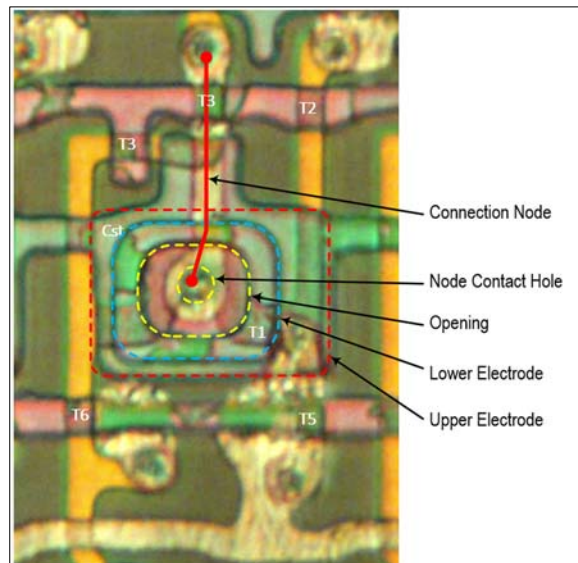 T3
T2
T3
Connection Node
Cst
Node Contact Hole
Opening
T1
Lower Electrode
Upper Electrode
T6
T5